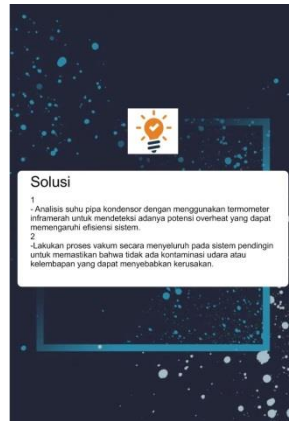 Solusi
1
- Analisis suhu pipa kondensor dengan menggunakan termometer
inframerah untuk mendeteksi adanya potensi overheat yang dapat
memengaruhi efisiensi sistem.
2
-Lakukan proses vakum secara menyeluruh pada sistem pendingin
untuk memastikan bahwa tidak ada kontaminasi udara atau
kelembapan yang dapat menyebabkan kerusakan.